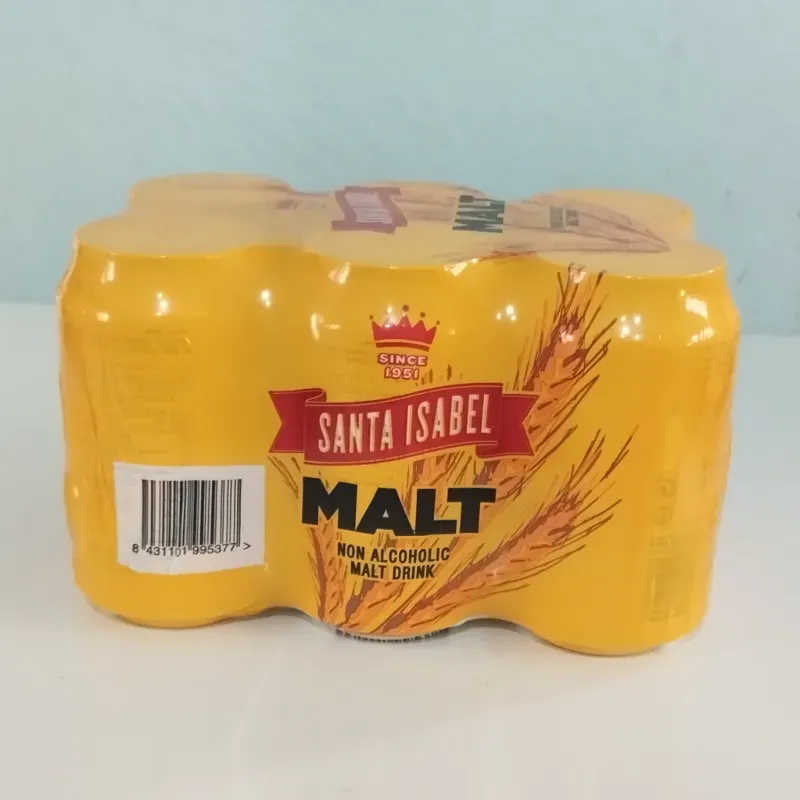 MALT
SINCE
1951
SANTA ISABEL
MALT
NON ALCOHOLIC
MALT DRINK
8 431101 995377 >